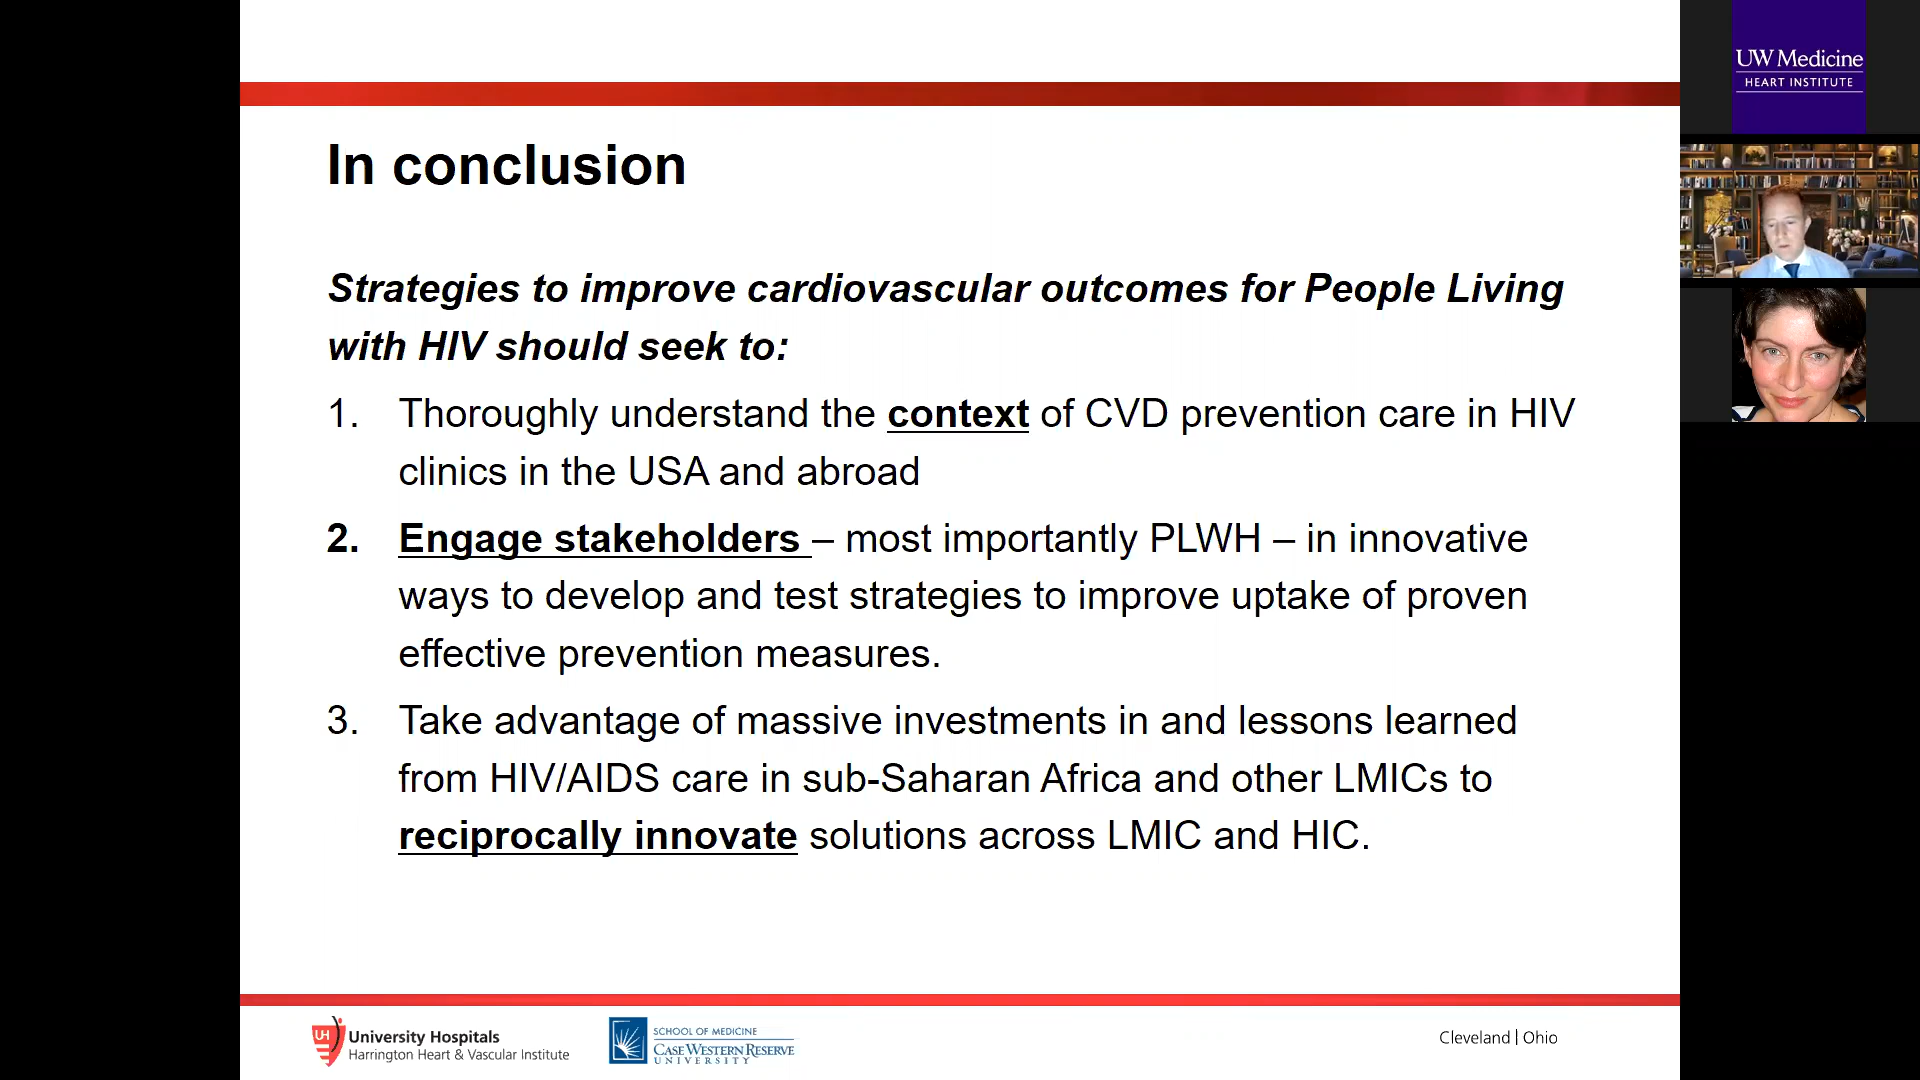 In conclusion
Strategies to improve cardiovascular outcomes for People Living
with HIV should seek to:
1. Thoroughly understand the context of CVD prevention care in HIV
clinics in the USA and abroad
2. Engage stakeholders – most importantly PLWH – in innovative
ways to develop and test strategies to improve uptake of proven
effective prevention measures.
3. Take advantage of massive investments in and lessons learned
from HIV/AIDS care in sub-Saharan Africa and other LMICs to
reciprocally innovate solutions across LMIC and HIC.
UH
University Hospitals
Harrington Heart & Vascular Institute
SCHOOL OF MEDICINE
CASE WESTERN RESERVE
UNIVERSITY
Cleveland | Ohio
UW Medicine
HEART INSTITUTE